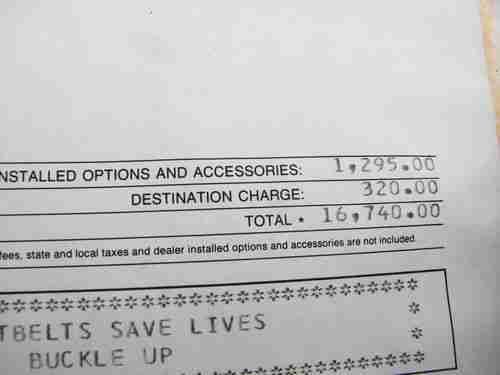 INSTALLED OPTIONS AND ACCESSORIES: 1,295.00
DESTINATION CHARGE: 320.00
TOTAL * 16,740.00
fees, state and local taxes and dealer installed options and accessories are not included.
********************************
TBELTS SAVE LIVES *
BUCKLE UP *
********************************